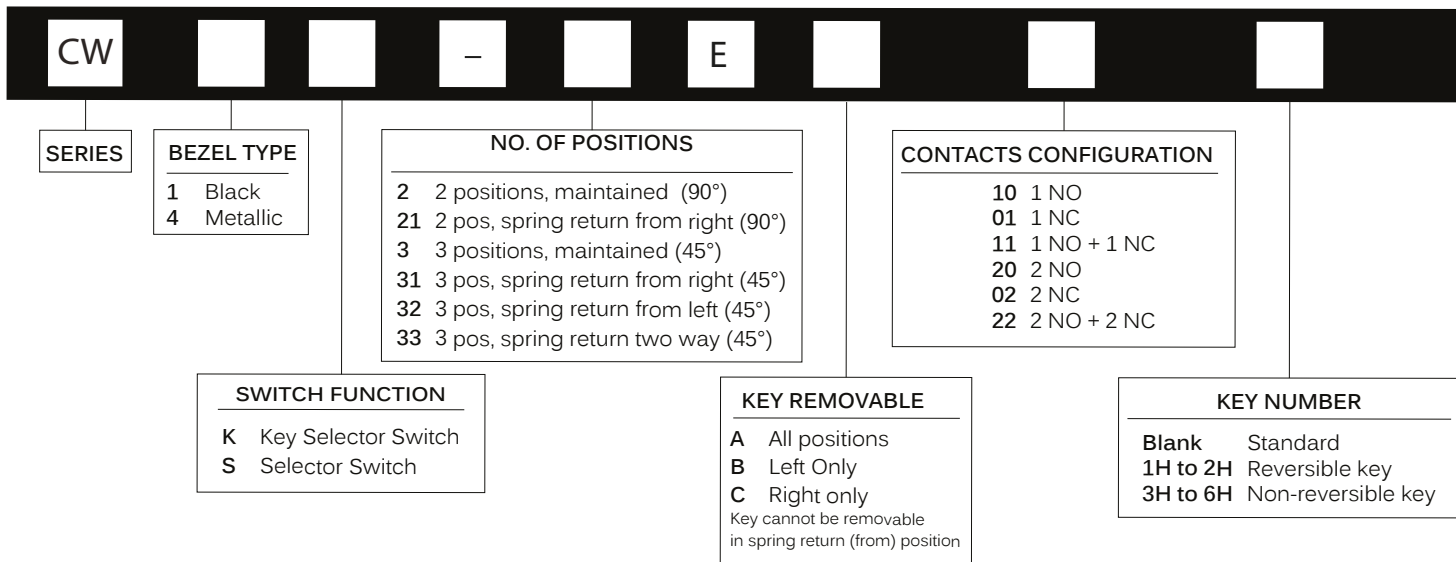 CW – E
SERIES
BEZEL TYPE
1 Black
4 Metallic
NO. OF POSITIONS
2 2 positions, maintained (90°)
21 2 pos, spring return from right (90°)
3 3 positions, maintained (45°)
31 3 pos, spring return from right (45°)
32 3 pos, spring return from left (45°)
33 3 pos, spring return two way (45°)
CONTACTS CONFIGURATION
10 1 NO
01 1 NC
11 1 NO + 1 NC
20 2 NO
02 2 NC
22 2 NO + 2 NC
SWITCH FUNCTION
K Key Selector Switch
S Selector Switch
KEY REMOVABLE
A All positions
B Left Only
C Right only
Key cannot be removable
in spring return (from) position
KEY NUMBER
Blank Standard
1H to 2H Reversible key
3H to 6H Non-reversible key